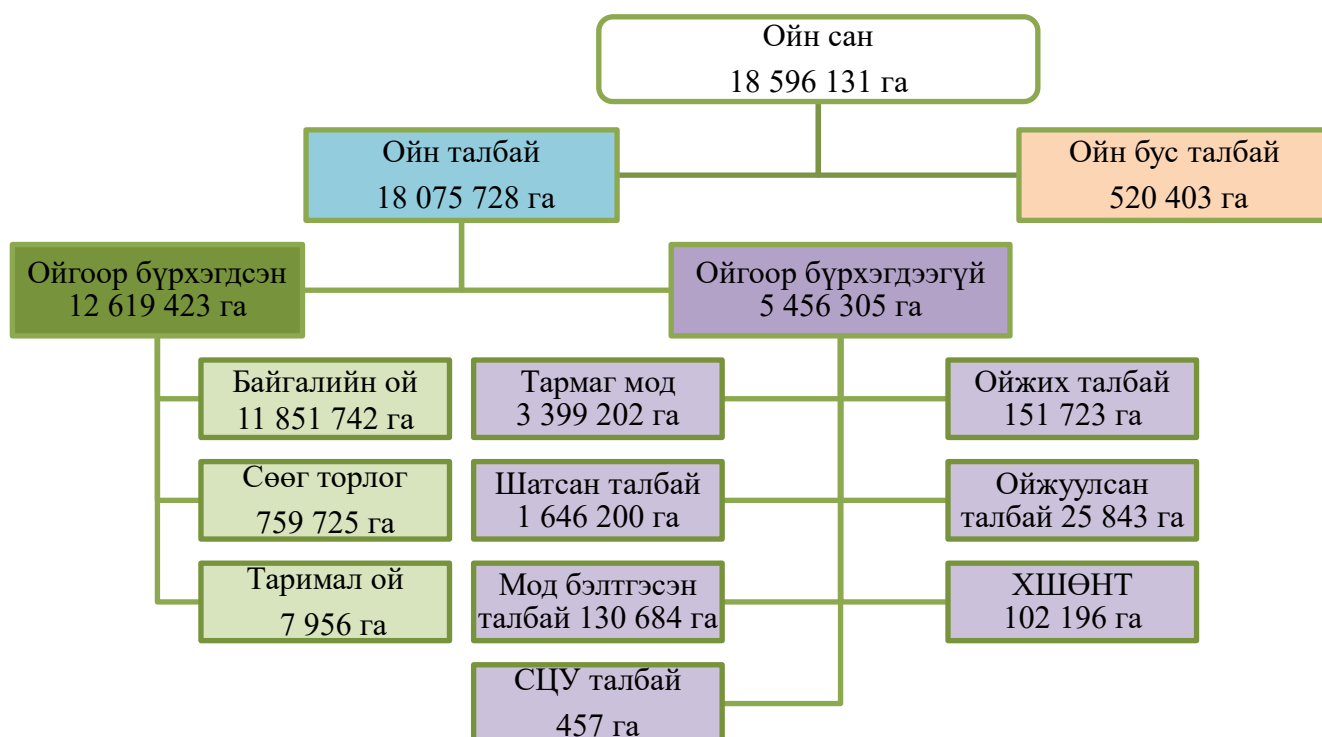 Ойн сан
18 596 131 га
Ойн талбай
18 075 728 га
Ойн бус талбай
520 403 га
Ойгоор бүрхэгдсэн
12 619 423 га
Ойгоор бүрхэгдээгүй
5 456 305 га
Байгалийн ой
11 851 742 га
Сөөг торлог
759 725 га
Таримал ой
7 956 га
Тармаг мод
3 399 202 га
Шатсан талбай
1 646 200 га
Мод бэлтгэсэн
талбай 130 684 га
СЦУ талбай
457 га
Ойжих талбай
151 723 га
Ойжуулсан
талбай 25 843 га
ХШӨНТ
102 196 га